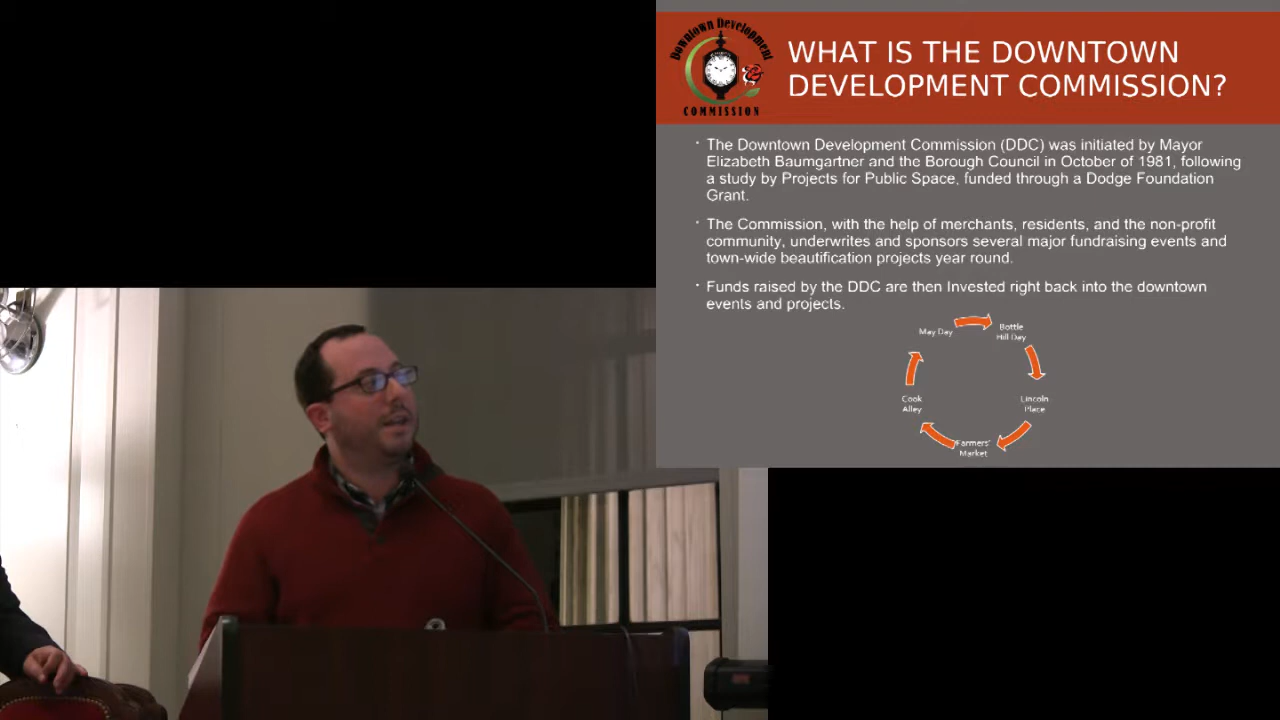 Downtown Development
COMMISSION
WHAT IS THE DOWNTOWN
DEVELOPMENT COMMISSION?
The Downtown Development Commission (DDC) was initiated by Mayor
Elizabeth Baumgartner and the Borough Council in October of 1981, following
a study by Projects for Public Space, funded through a Dodge Foundation
Grant.
The Commission, with the help of merchants, residents, and the non-profit
community, underwrites and sponsors several major fundraising events and
town-wide beautification projects year round.
Funds raised by the DDC are then Invested right back into the downtown
events and projects.
May Day
Bottle
Hill Day
Lincoln
Place
Farmers'
Market
Cook
Alley